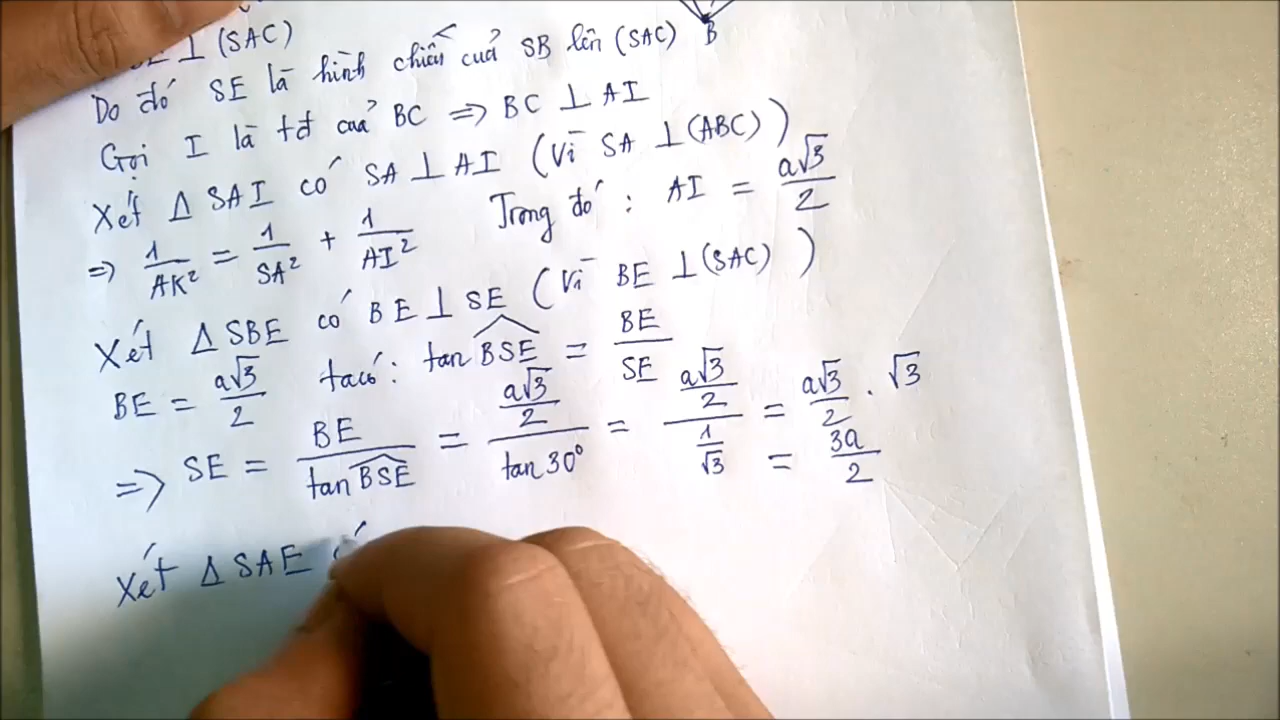 E ⊥ (SAC)
Do đó SE là hình chiếu của SB lên (SAC)
B
Gọi I là tđ của BC => BC ⊥ AI
Xét Δ SAI có SA ⊥ AI (Vì SA ⊥ (ABC))
=> 1/AK² = 1/SA² + 1/AI² Trong đó : AI = a√3/2
Xét Δ SBE có BE ⊥ SE (Vì BE ⊥ (SAC))
BE = a√3/2 ta có : tan BSE = BE/SE
=> SE = BE/tan BSE = (a√3/2)/tan 30° = (a√3/2)/(1/√3) = a√3/2 . √3
= 3a/2
Xét Δ SAE